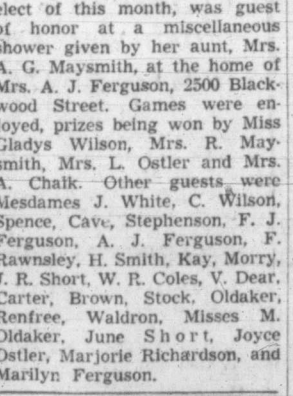 elect of this month, was guest
of honor at a miscellaneous
shower given by her aunt, Mrs.
A. G. Maysmith, at the home of
Mrs. A. J. Ferguson, 2500 Black-
wood Street. Games were en-
joyed, prizes being won by Miss
Gladys Wilson, Mrs. R. May-
smith, Mrs. L. Ostler and Mrs.
A. Chalk. Other guests were
Mesdames J. White, C. Wilson,
Spence, Cave, Stephenson, F. J.
Ferguson, A. J. Ferguson, F.
Rawnsley, H. Smith, Kay, Morry,
J. R. Short, W. R. Coles, V. Dear,
Carter, Brown, Stock, Oldaker,
Renfree, Waldron, Misses M.
Oldaker, June Short, Joyce
Ostler, Marjorie Richardson, and
Marilyn Ferguson.